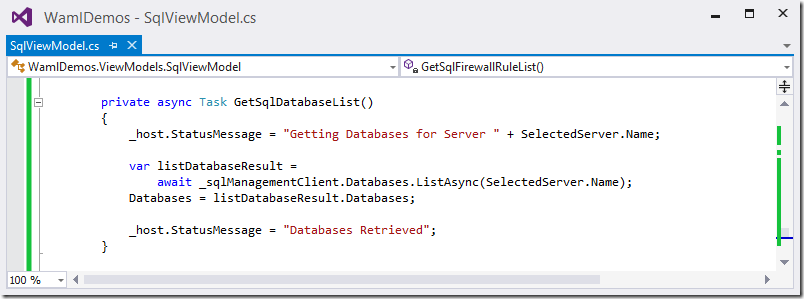 WamlDemos - SqlViewModel.cs
SqlViewModel.cs
WamlDemos.ViewModels.SqlViewModel
GetSqlFirewallRuleList()
private async Task GetSqlDatabaseList()
{
_host.StatusMessage = "Getting Databases for Server " + SelectedServer.Name;
var listDatabaseResult =
await _sqlManagementClient.Databases.ListAsync(SelectedServer.Name);
Databases = listDatabaseResult.Databases;
_host.StatusMessage = "Databases Retrieved";
}
100 %